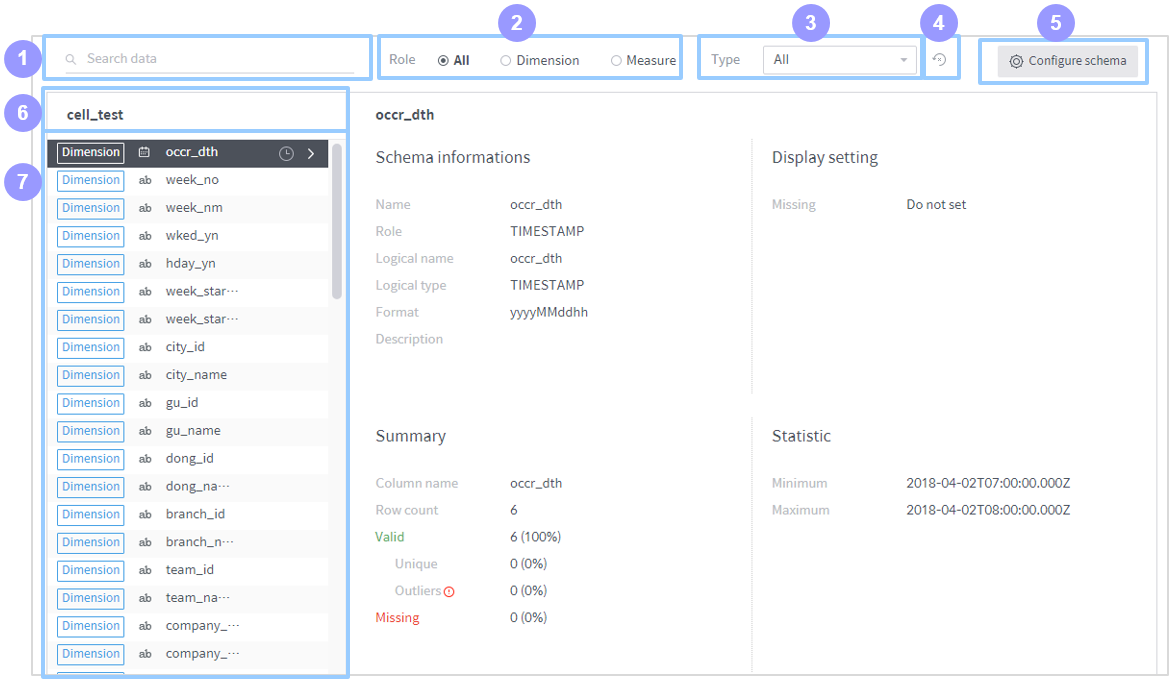 2
3
4
5
1
Search data
Role
All
Dimension
Measure
Type
All
Configure schema
6
cell_test
7
Dimension ab occr_dth
Dimension ab week_no
Dimension ab week_nm
Dimension ab wked_yn
Dimension ab hday_yn
Dimension ab week_star···
Dimension ab week_star···
Dimension ab city_id
Dimension ab city_name
Dimension ab gu_id
Dimension ab gu_name
Dimension ab dong_id
Dimension ab dong_na···
Dimension ab branch_id
Dimension ab branch_n···
Dimension ab team_id
Dimension ab team_na···
Dimension ab company_···
Dimension ab company_···
occr_dth
Schema informations
Name occr_dth
Role TIMESTAMP
Logical name occr_dth
Logical type TIMESTAMP
Format yyyyMMddhh
Description
Display setting
Missing Do not set
Summary
Column name occr_dth
Row count 6
Valid 6 (100%)
Unique 0 (0%)
Outliers 0 (0%)
Missing 0 (0%)
Statistic
Minimum 2018-04-02T07:00:00.000Z
Maximum 2018-04-02T08:00:00.000Z